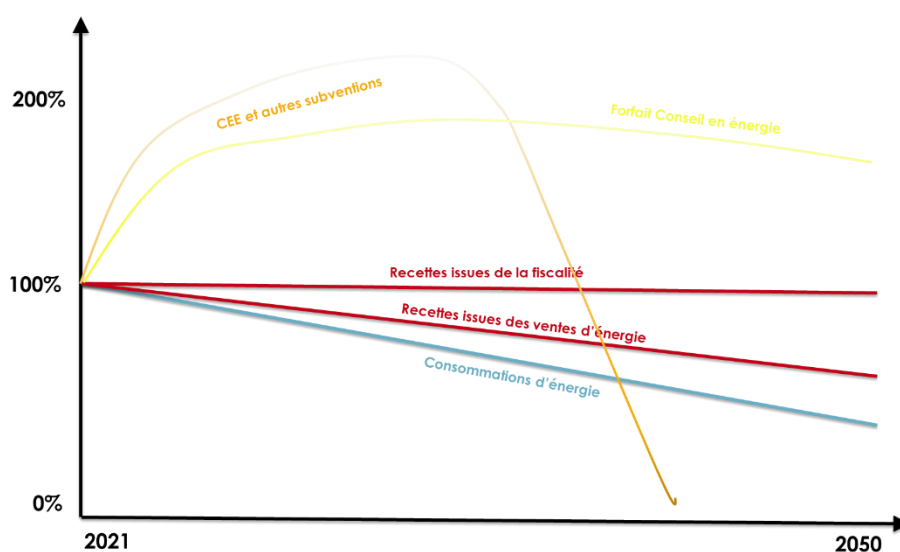 200%
CEE et autres subventions
Forfait Conseil en énergie
100%
Recettes issues de la fiscalité
Recettes issues des ventes d'énergie
Consommations d'énergie
0%
2021
2050